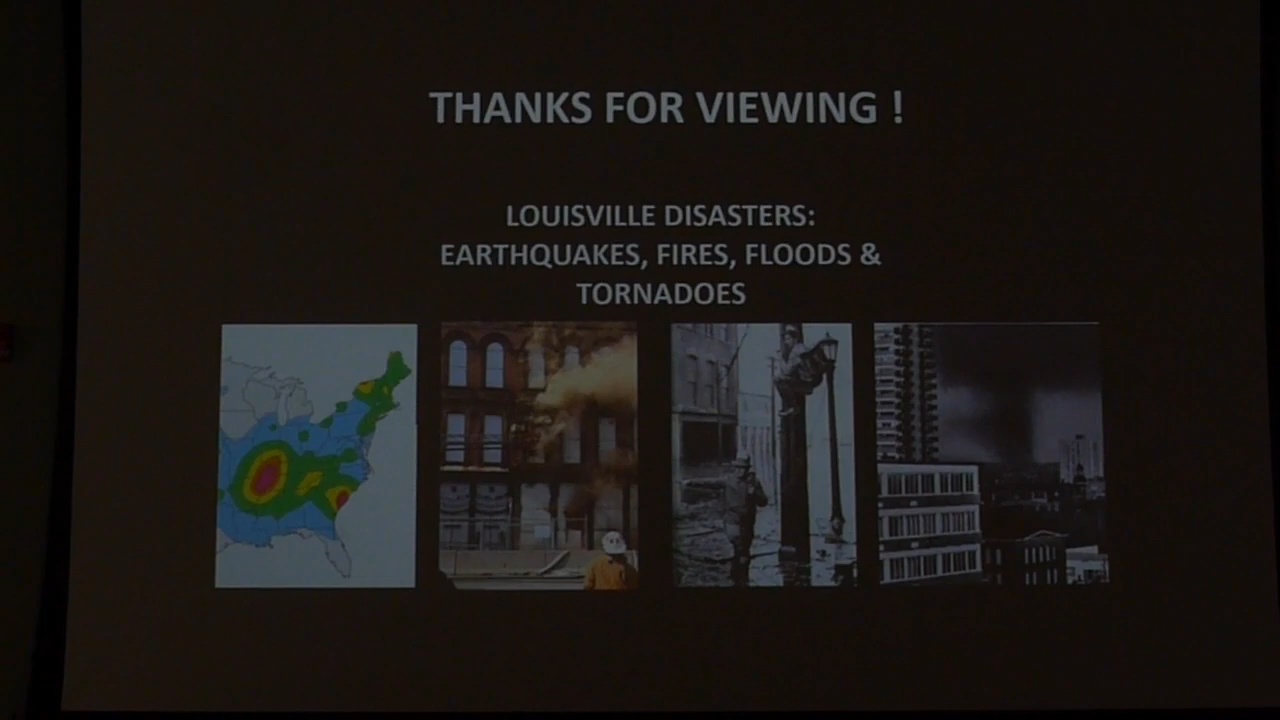 THANKS FOR VIEWING !
LOUISVILLE DISASTERS:
EARTHQUAKES, FIRES, FLOODS &
TORNADOES